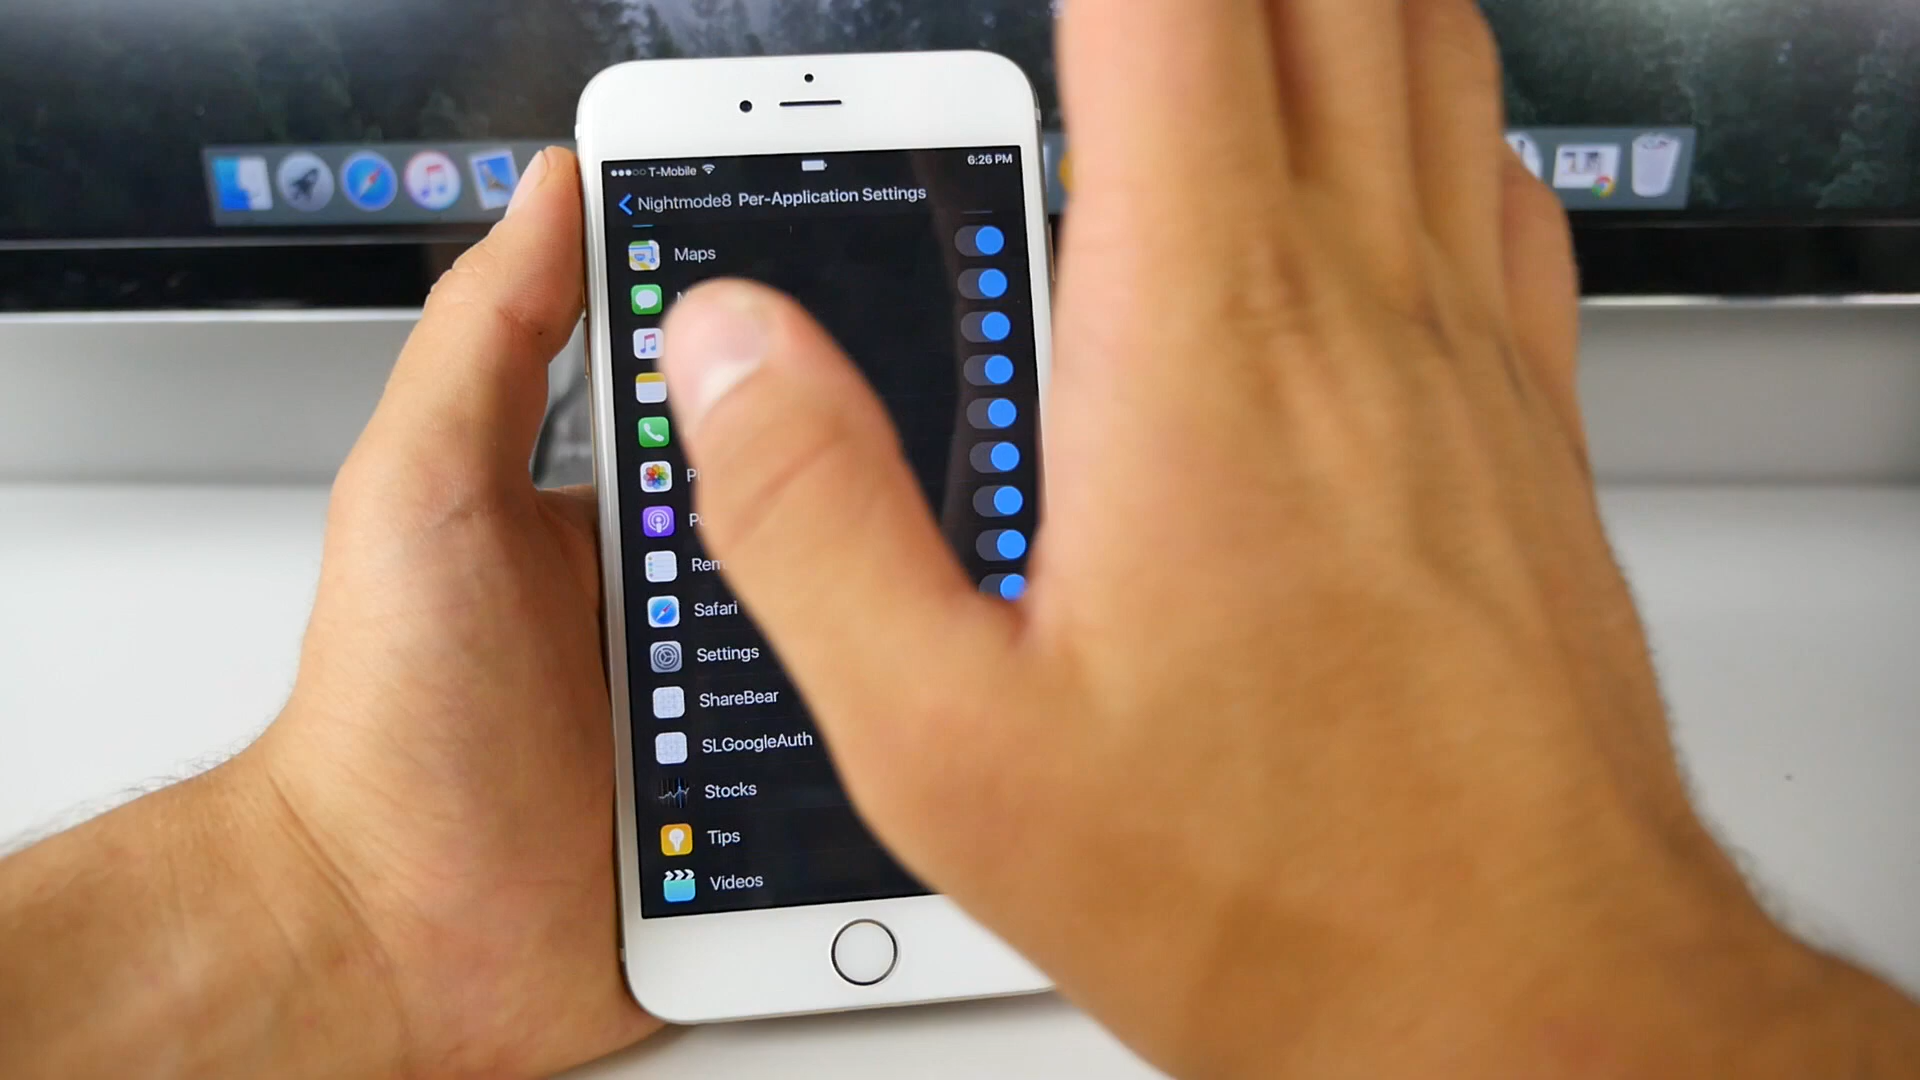 T-Mobile 6:26 PM
Nightmode8 Per-Application Settings
Maps
Safari
Settings
ShareBear
SLGoogleAuth
Stocks
Tips
Videos